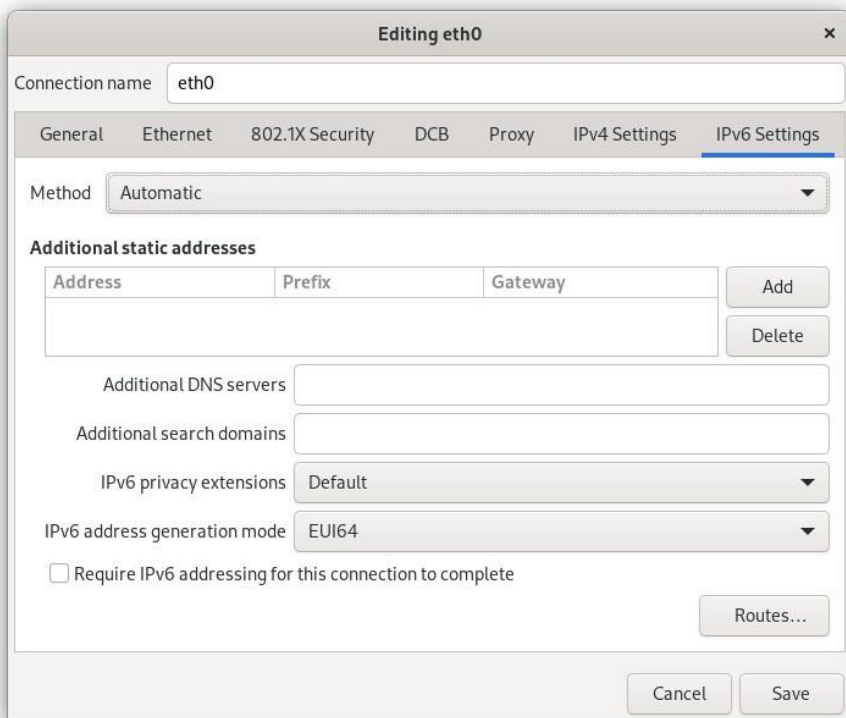 Editing eth0 ×
Connection name eth0
General Ethernet 802.1X Security DCB Proxy IPv4 Settings IPv6 Settings
Method Automatic
Additional static addresses
Address Prefix Gateway Add
Delete
Additional DNS servers
Additional search domains
IPv6 privacy extensions Default
IPv6 address generation mode EUI64
Require IPv6 addressing for this connection to complete
Routes…
Cancel Save